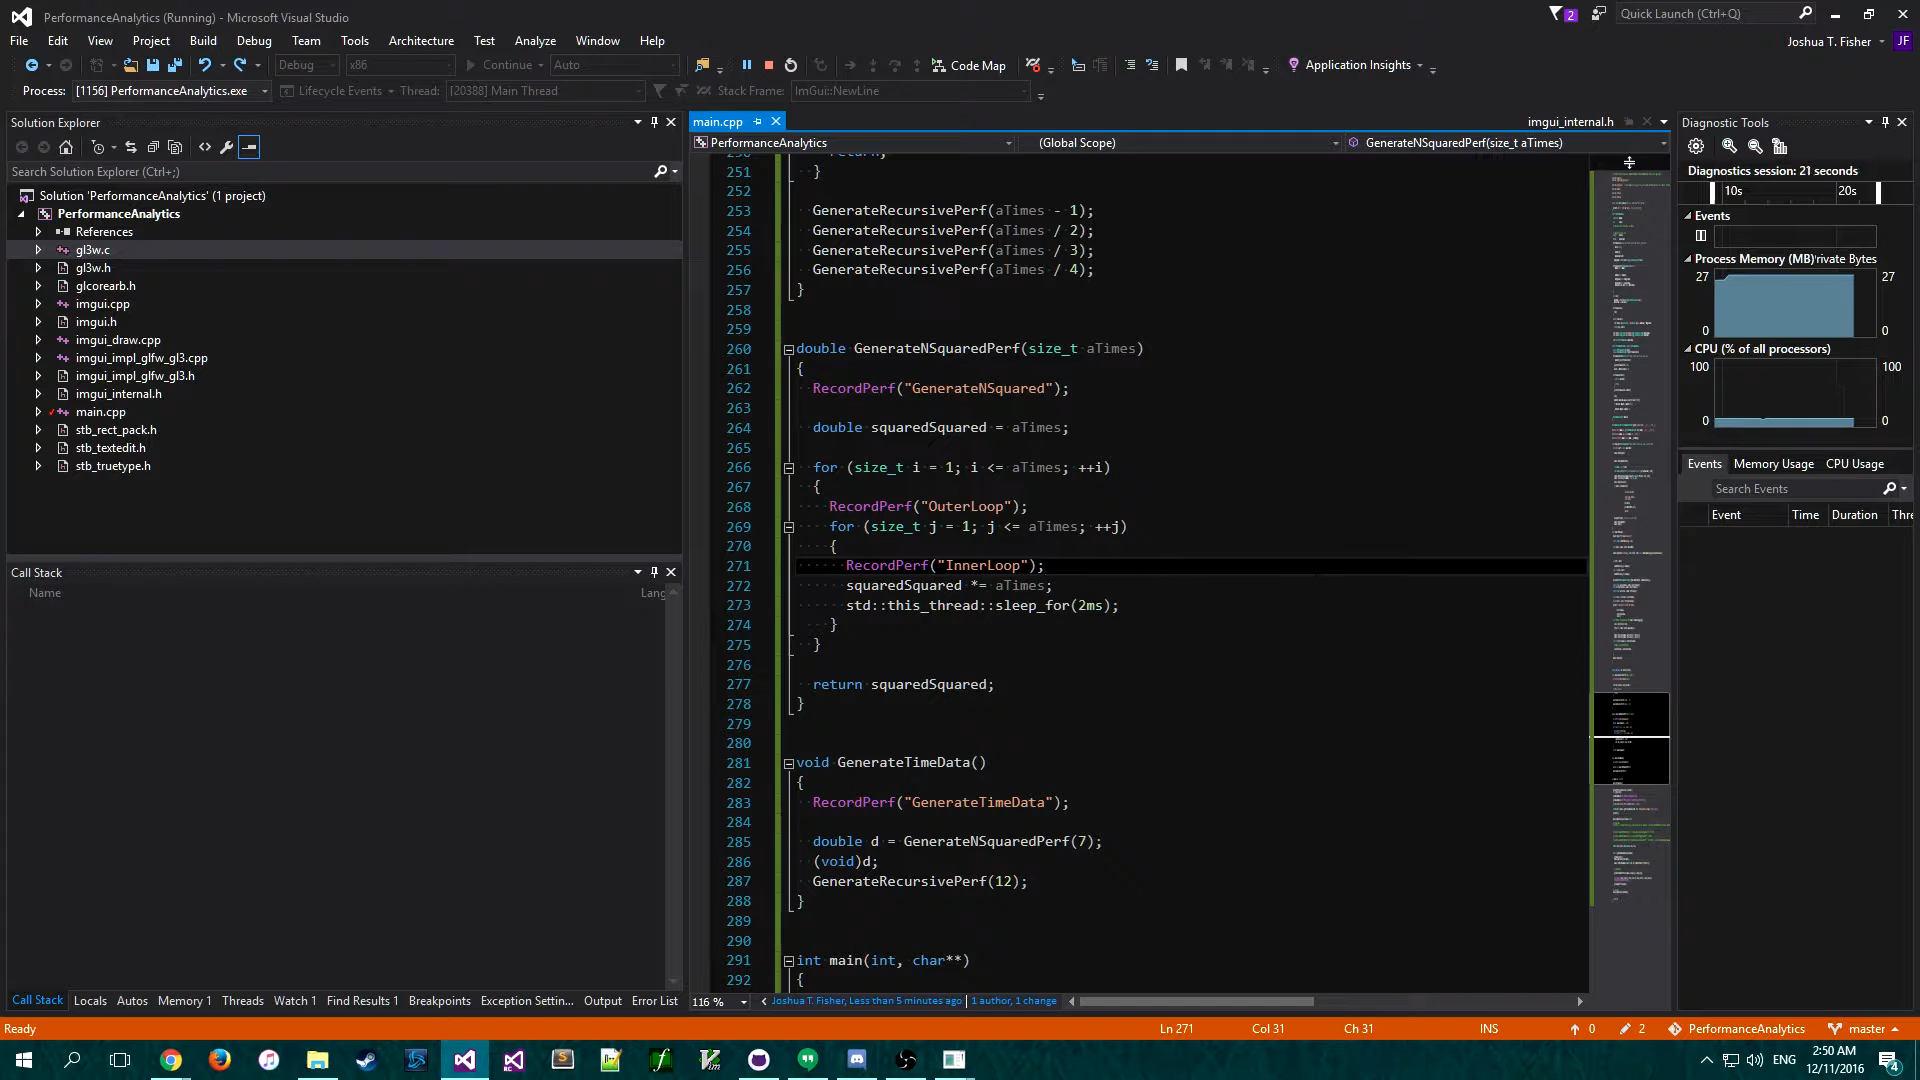 PerformanceAnalytics (Running) - Microsoft Visual Studio
2
Quick Launch (Ctrl+Q)
File Edit View Project Build Debug Team Tools Architecture Test Analyze Window Help
Joshua T. Fisher JF
Debug x86 Continue Auto Code Map Application Insights
Process: [1156] PerformanceAnalytics.exe Lifecycle Events Thread: [20388] Main Thread Stack Frame: ImGui::NewLine
Solution Explorer
Search Solution Explorer (Ctrl+;)
Solution 'PerformanceAnalytics' (1 project)
PerformanceAnalytics
References
gl3w.c
gl3w.h
glcorearb.h
imgui.cpp
imgui.h
imgui_draw.cpp
imgui_impl_glfw_gl3.cpp
imgui_impl_glfw_gl3.h
imgui_internal.h
main.cpp
stb_rect_pack.h
stb_textedit.h
stb_truetype.h
Call Stack
Name Lang
Call Stack Locals Autos Memory 1 Threads Watch 1 Find Results 1 Breakpoints Exception Settin... Output Error List
main.cpp
imgui_internal.h
PerformanceAnalytics (Global Scope) GenerateNSquaredPerf(size_t aTimes)
251 }
252
253 GenerateRecursivePerf(aTimes - 1);
254 GenerateRecursivePerf(aTimes / 2);
255 GenerateRecursivePerf(aTimes / 3);
256 GenerateRecursivePerf(aTimes / 4);
257 }
258
259
260 double GenerateNSquaredPerf(size_t aTimes)
261 {
262 RecordPerf("GenerateNSquared");
263
264 double squaredSquared = aTimes;
265
266 for (size_t i = 1; i <= aTimes; ++i)
267 {
268 RecordPerf("OuterLoop");
269 for (size_t j = 1; j <= aTimes; ++j)
270 {
271 RecordPerf("InnerLoop");
272 squaredSquared *= aTimes;
273 std::this_thread::sleep_for(2ms);
274 }
275 }
276
277 return squaredSquared;
278 }
279
280
281 void GenerateTimeData()
282 {
283 RecordPerf("GenerateTimeData");
284
285 double d = GenerateNSquaredPerf(7);
286 (void)d;
287 GenerateRecursivePerf(12);
288 }
289
290
291 int main(int, char**)
292 {
116 % Joshua T. Fisher, Less than 5 minutes ago | 1 author, 1 change
Diagnostic Tools
Diagnostics session: 21 seconds
10s 20s
Events
Process Memory (MB) Private Bytes
27 27
0 0
CPU (% of all processors)
100 100
0 0
Events Memory Usage CPU Usage
Search Events
Event Time Duration Thre
Ready Ln 271 Col 31 Ch 31 INS 0 2 PerformanceAnalytics master
ENG
2:50 AM
12/11/2016
4